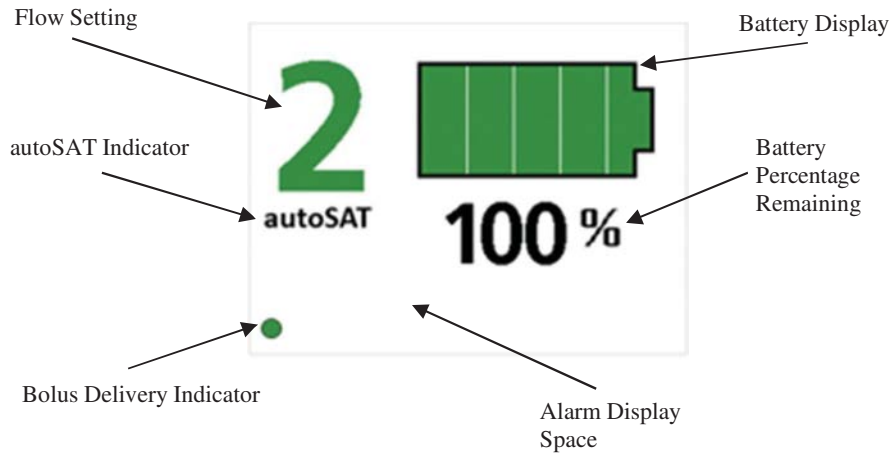 Flow Setting
Battery Display
2
autoSAT Indicator
Battery
Percentage
Remaining
autoSAT
100%
Bolus Delivery Indicator
Alarm Display
Space